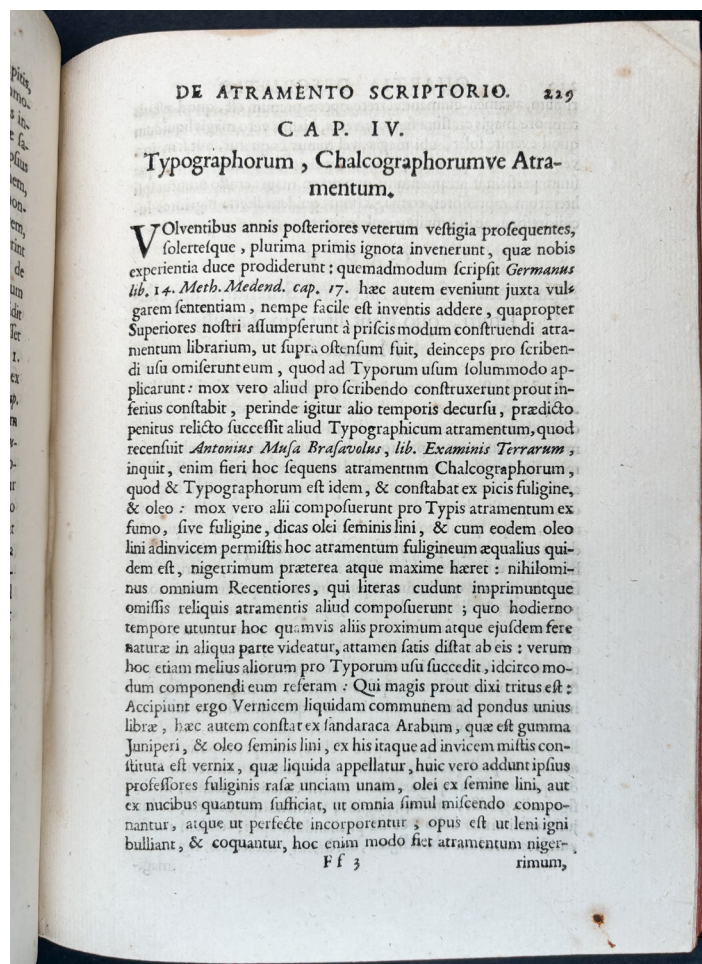 pitis,
DE ATRAMENTO SCRIPTORIO. 229
CAP. IV.
Typographorum, Chalcographorumve Atra-
mentum.
VOlventibus annis poſteriores veterum veſtigia proſequentes,
ſolerteſque, plurima primis ignota invenerunt, quæ nobis
experientia duce prodiderunt: quemadmodum ſcripſit Germanus
lib. 14. Meth. Medend. cap. 17. hæc autem eveniunt juxta vul-
garem ſententiam, nempe facile eſt inventis addere, quapropter
Superiores noſtri aſſumpſerunt à priſcis modum conſtruendi atra-
mentum librarium, ut ſupra oſtenſum fuit, deinceps pro ſcriben-
di uſu omiſerunt eum, quod ad Typorum uſum ſolummodo ap-
plicarunt: mox vero aliud pro ſcribendo conſtruxerunt prout in-
ferius conſtabit, perinde igitur alio temporis decurſu, prædicto
penitus relicto ſucceſſit aliud Typographicum atramentum, quod
recenſuit Antonius Muſa Braſavolus, lib. Examinis Terrarum,
inquit, enim fieri hoc ſequens atramentum Chalcographorum,
quod & Typographorum eſt idem, & conſtabat ex picis fuligine,
& oleo: mox vero alii compoſuerunt pro Typis atramentum ex
fumo, ſive fuligine, dicas olei ſeminis lini, & cum eodem oleo
lini adinvicem permiſtis hoc atramentum fuligineum æqualius qui-
dem eſt, nigerrimum præterea atque maxime hæret: nihilomi-
nus omnium Recentiores, qui literas cudunt imprimuntque
omiſſis reliquis atramentis aliud compoſuerunt; quo hodierno
tempore utuntur hoc quamvis aliis proximum atque ejuſdem fere
naturæ in aliqua parte videatur, attamen ſatis diſtat ab eis: verum
hoc etiam melius aliorum pro Typorum uſu ſuccedit, idcirco mo-
dum componendi eum referam: Qui magis prout dixi tritus eſt:
Accipiunt ergo Vernicem liquidam communem ad pondus unius
libræ, hæc autem conſtat ex ſandaraca Arabum, quæ eſt gumma
Juniperi, & oleo ſeminis lini, ex his itaque ad invicem miſtis con-
ſtituta eſt vernix, quæ liquida appellatur, huic vero addunt ipſius
profeſſores fuliginis raſæ unciam unam, olei ex ſemine lini, aut
ex nucibus quantum ſufficiat, ut omnia ſimul miſcendo compo-
nantur, atque ut perfecte incorporentur; opus eſt ut leni igni
bulliant, & coquantur, hoc enim modo fiet atramentum niger-
Ff 3 rimum,